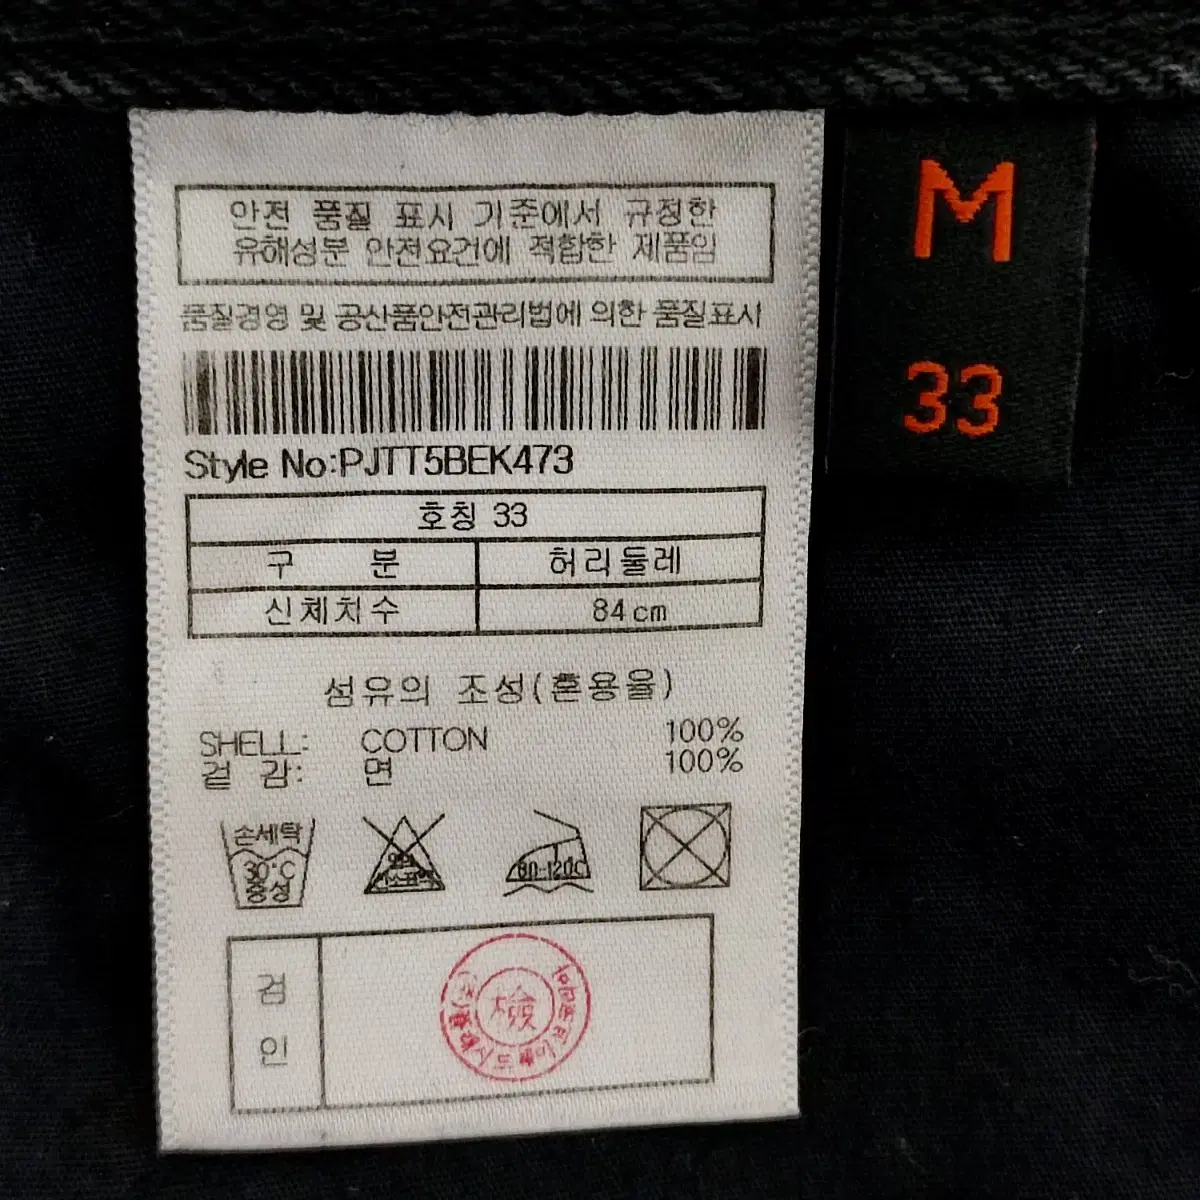 안전 품질 표시 기준에서 규정한
유해성분 안전요건에 적합한 제품임
품질경영 및 공산품안전관리법에 의한 품질표시
Style No:PJTT5BEK473
호칭 33
구 분 허리둘레
신체치수 84cm
섬유의 조성(혼용율)
SHELL: COTTON 100%
겉 감: 면 100%
손세탁
30°C
중성
80-120C
검
인
檢
M
33